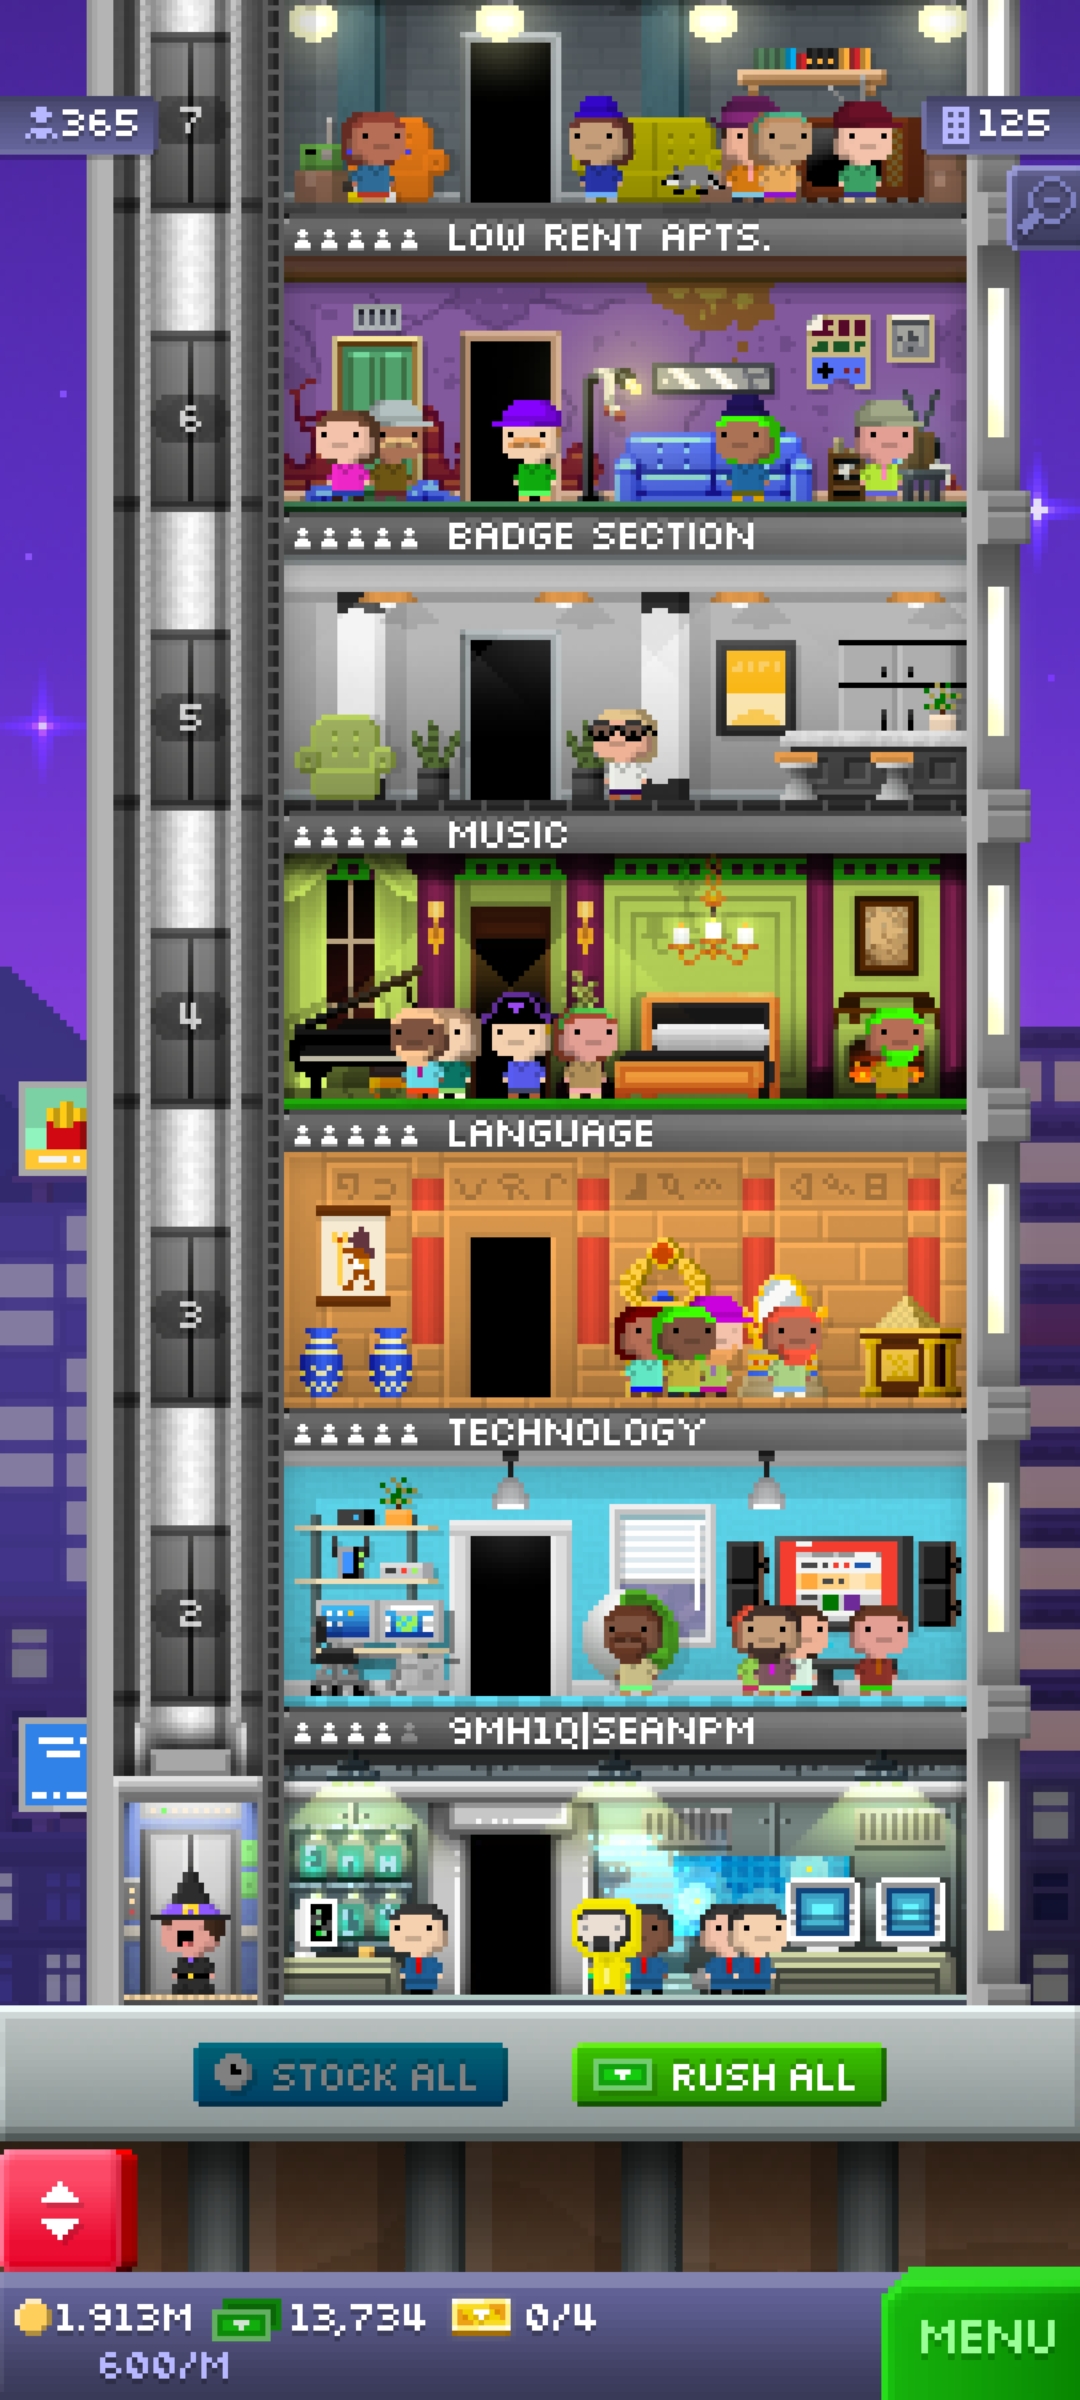 365
7
125
LOW RENT APTS.
6
BADGE SECTION
5
MUSIC
4
LANGUAGE
3
TECHNOLOGY
2
9MH1Q|SEANPM
STOCK ALL
RUSH ALL
1.913M 13,734 0/4
600/M
MENU